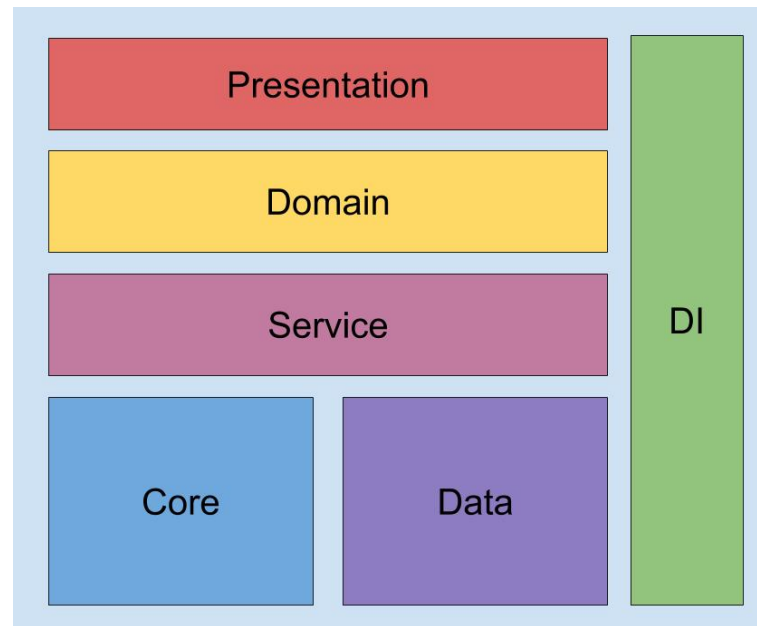 Presentation
Domain
Service
DI
Core
Data